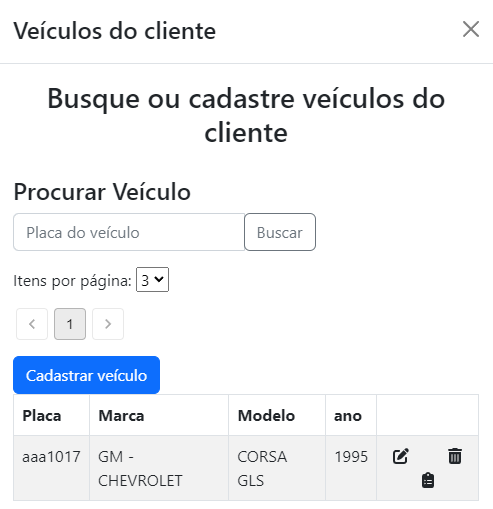 Veículos do cliente
Busque ou cadastre veículos do
cliente
Procurar Veículo
Placa do veículo Buscar
Itens por página: 3
1
Cadastrar veículo
Placa Marca Modelo ano
aaa1017 GM - CORSA 1995
CHEVROLET GLS